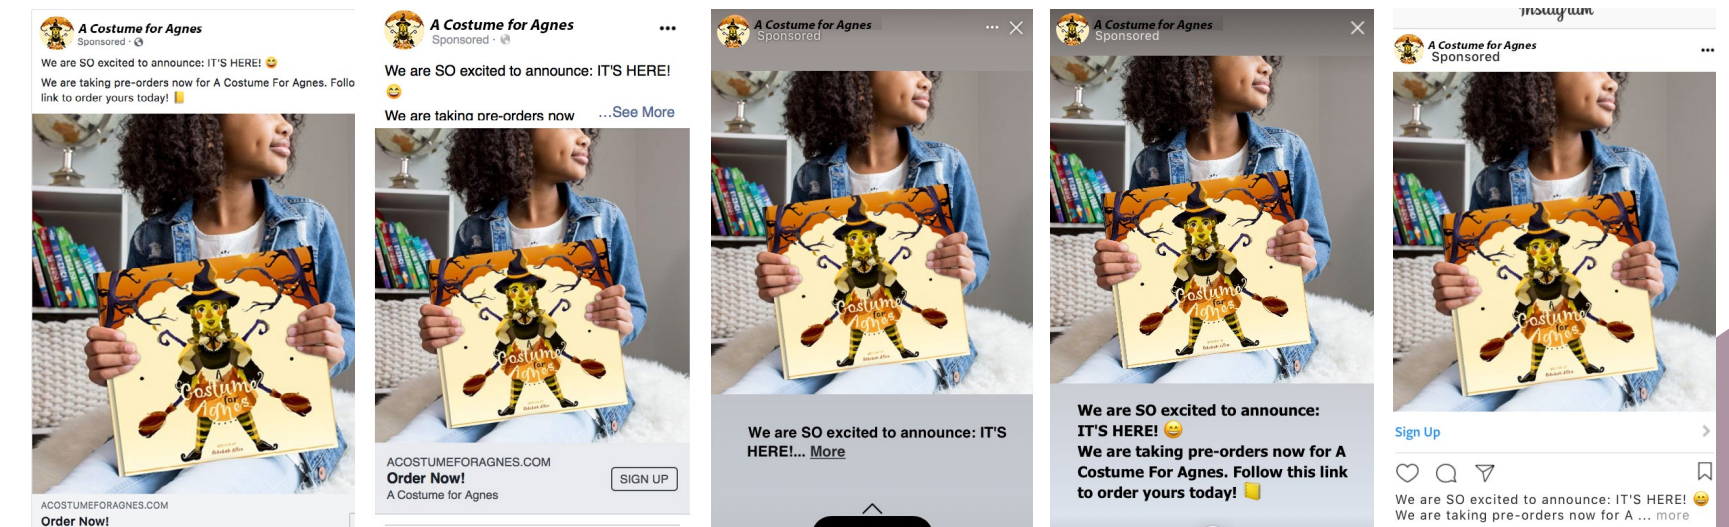 A Costume for Agnes
Sponsored ·
We are SO excited to announce: IT'S HERE! 😄
We are taking pre-orders now for A Costume For Agnes. Follo
link to order yours today! 📒
A
Costume
for
Agnes
ACOSTUMEFORAGNES.COM
Order Now!
A Costume for Agnes
Sponsored ·
We are SO excited to announce: IT'S HERE!
😄
We are taking pre-orders now ...See More
A
Costume
for
Agnes
ACOSTUMEFORAGNES.COM
Order Now!
A Costume for Agnes
SIGN UP
A Costume for Agnes
Sponsored
A
Costume
for
Agnes
We are SO excited to announce: IT'S
HERE!... More
A Costume for Agnes
Sponsored
A
Costume
for
Agnes
We are SO excited to announce:
IT'S HERE! 😄
We are taking pre-orders now for A
Costume For Agnes. Follow this link
to order yours today! 📒
Instagram
A Costume for Agnes
Sponsored
A
Costume
for
Agnes
Sign Up
We are SO excited to announce: IT'S HERE! 😄
We are taking pre-orders now for A ... more